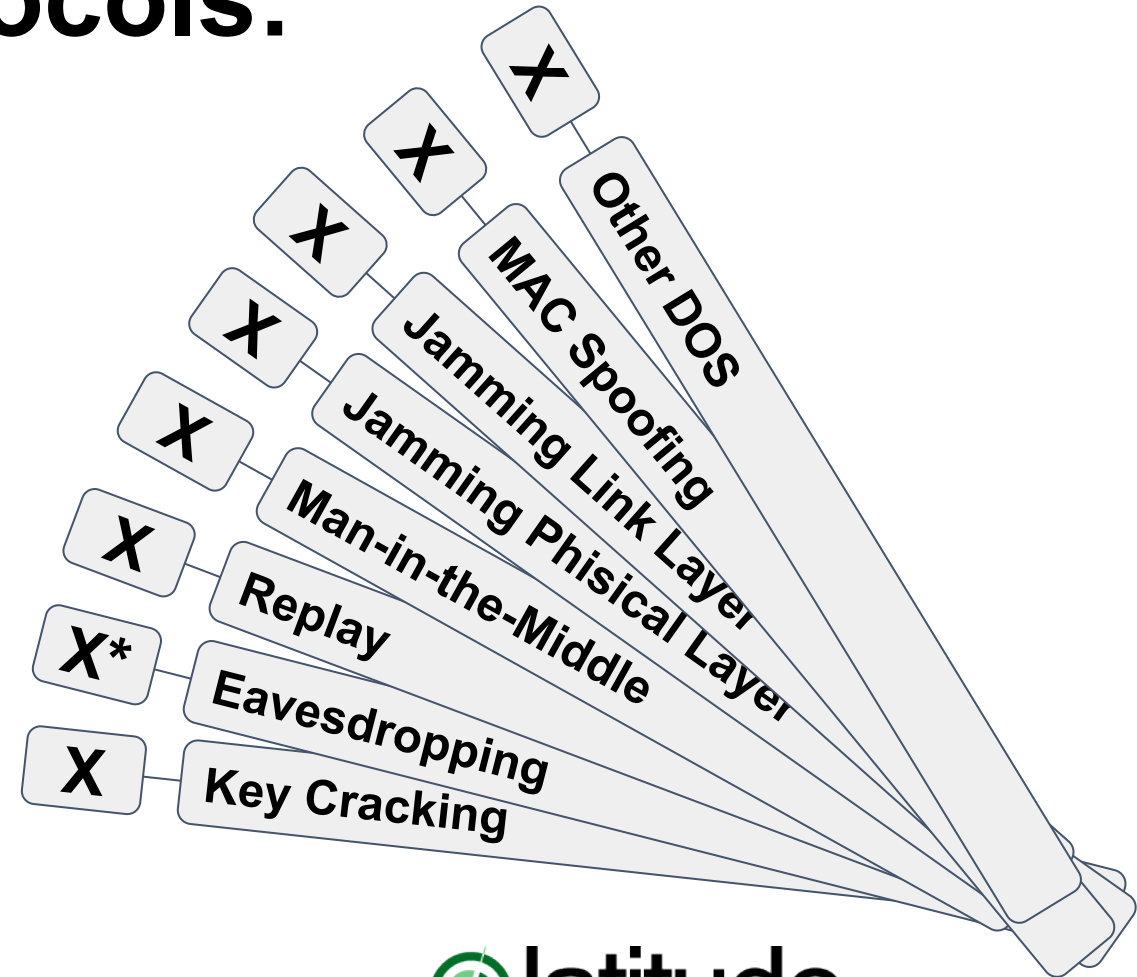 ocols:
X
Other DOS
X
MAC Spoofing
X
Jamming Link Layer
X
Jamming Phisical Layer
X
Man-in-the-Middle
X
Replay
X*
Eavesdropping
X
Key Cracking
latitude